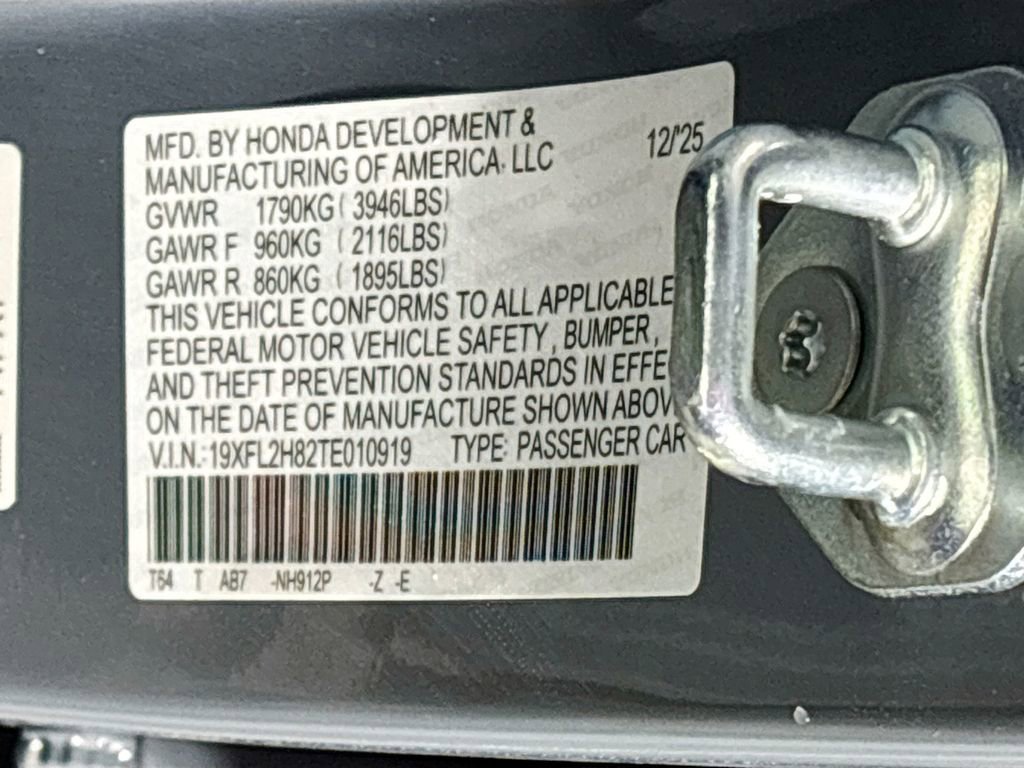 MFD. BY HONDA DEVELOPMENT &
MANUFACTURING OF AMERICA, LLC 12/'25
GVWR 1790KG ( 3946LBS)
GAWR F 960KG ( 2116LBS)
GAWR R 860KG ( 1895LBS)
THIS VEHICLE CONFORMS TO ALL APPLICABLE
FEDERAL MOTOR VEHICLE SAFETY, BUMPER,
AND THEFT PREVENTION STANDARDS IN EFFE
ON THE DATE OF MANUFACTURE SHOWN ABOV
V.I.N.:19XFL2H82TE010919 TYPE: PASSENGER CAR
T64 T AB7 -NH912P -Z -E